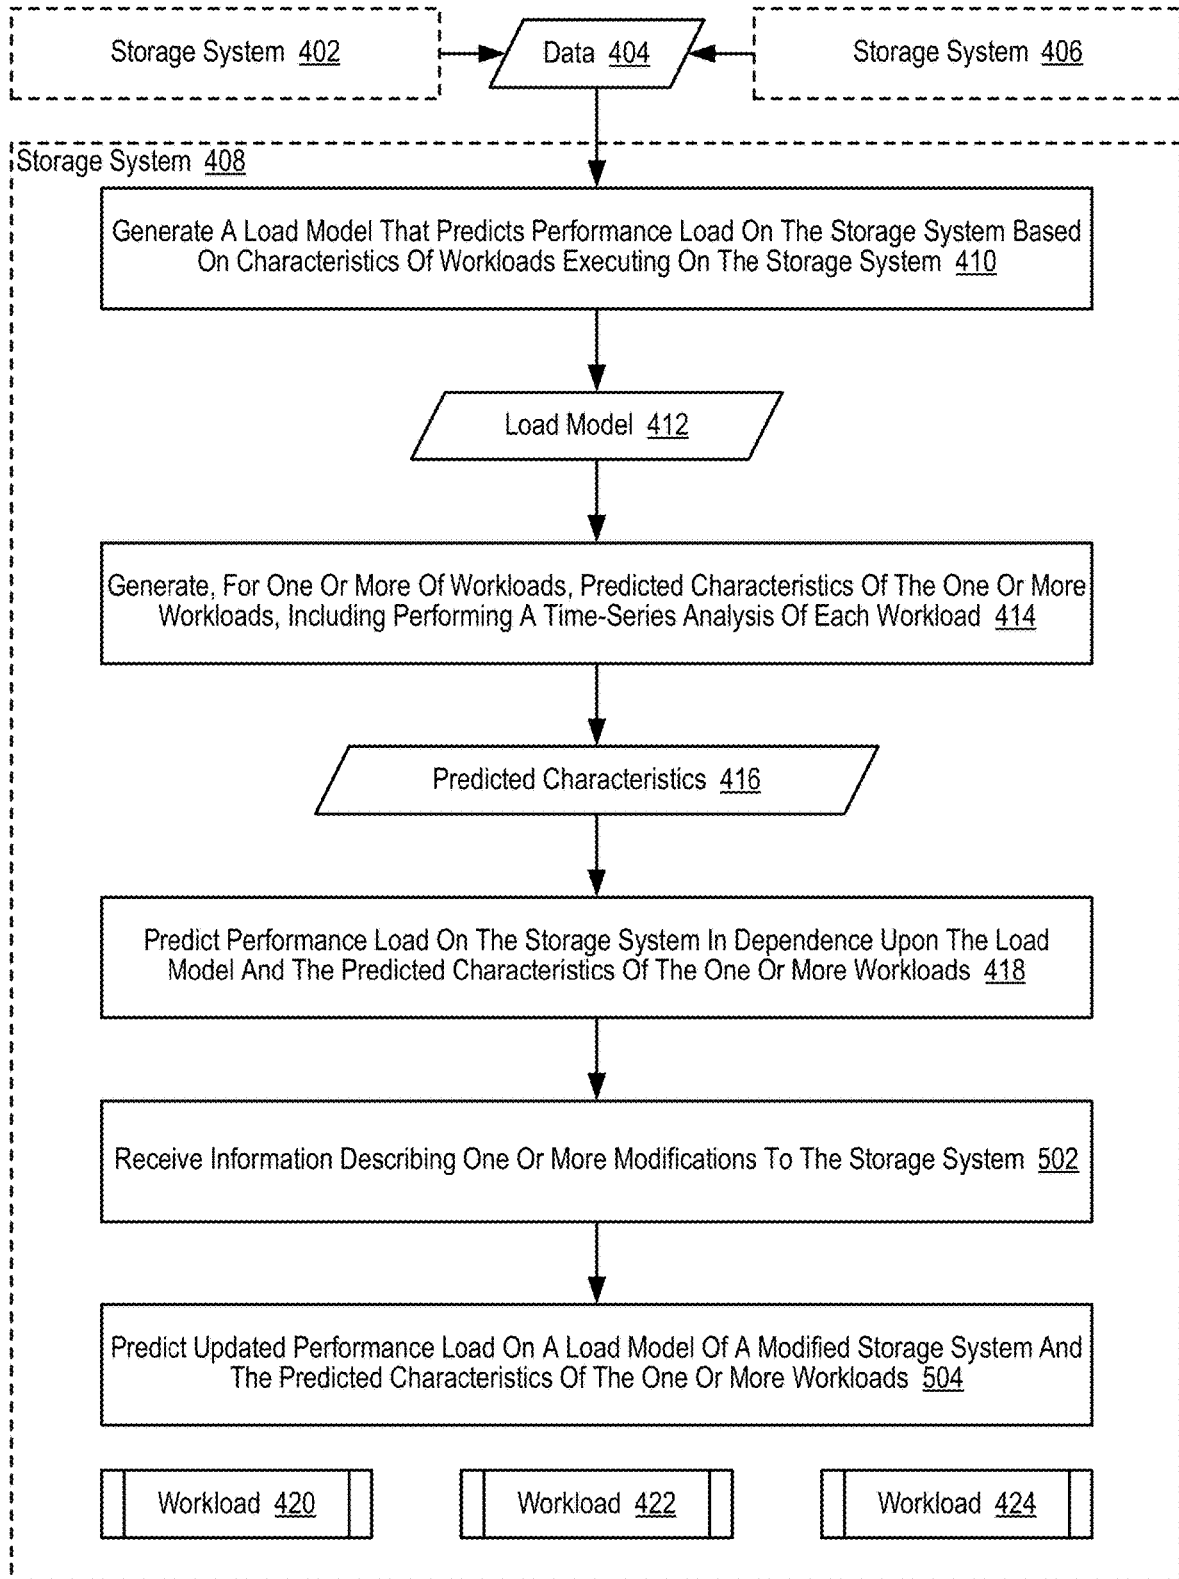 Storage System 402
Data 404
Storage System 406
Storage System 408
Generate A Load Model That Predicts Performance Load On The Storage System Based
On Characteristics Of Workloads Executing On The Storage System 410
Load Model 412
Generate, For One Or More Of Workloads, Predicted Characteristics Of The One Or More
Workloads, Including Performing A Time-Series Analysis Of Each Workload 414
Predicted Characteristics 416
Predict Performance Load On The Storage System In Dependence Upon The Load
Model And The Predicted Characteristics Of The One Or More Workloads 418
Receive Information Describing One Or More Modifications To The Storage System 502
Predict Updated Performance Load On A Load Model Of A Modified Storage System And
The Predicted Characteristics Of The One Or More Workloads 504
Workload 420
Workload 422
Workload 424